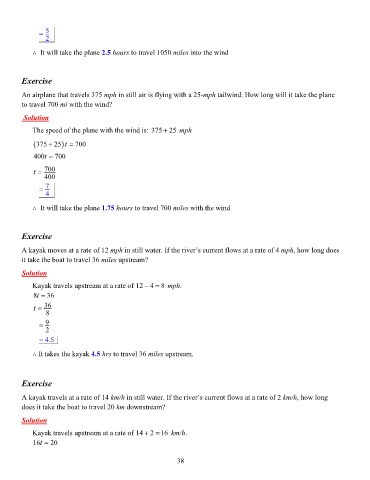 = 5/2
∴ It will take the plane 2.5 hours to travel 1050 miles into the wind
Exercise
An airplane that travels 375 mph in still air is flying with a 25-mph tailwind. How long will it take the plane
to travel 700 mi with the wind?
Solution
The speed of the plane with the wind is: 375 + 25 mph
(375 + 25)t = 700
400t = 700
t = 700/400
= 7/4
∴ It will take the plane 1.75 hours to travel 700 miles with the wind
Exercise
A kayak moves at a rate of 12 mph in still water. If the river's current flows at a rate of 4 mph, how long does
it take the boat to travel 36 miles upstream?
Solution
Kayak travels upstream at a rate of 12 – 4 = 8 mph.
8t = 36
t = 36/8
= 9/2
= 4.5
∴ It takes the kayak 4.5 hrs to travel 36 miles upstream.
Exercise
A kayak travels at a rate of 14 km/h in still water. If the river's current flows at a rate of 2 km/h, how long
does it take the boat to travel 20 km downstream?
Solution
Kayak travels upstream at a rate of 14 + 2 = 16 km/h.
16t = 20
38